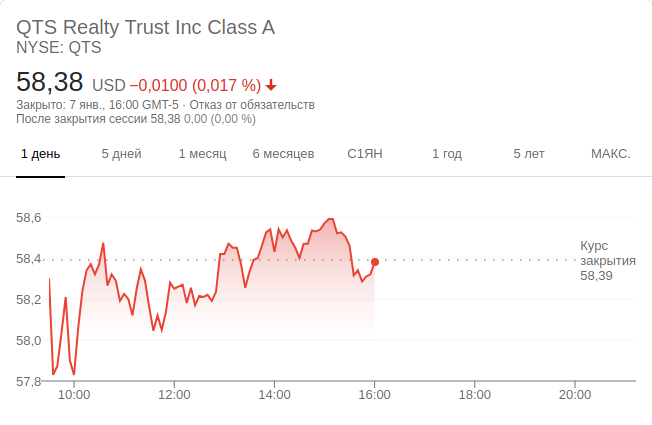 QTS Realty Trust Inc Class A
NYSE: QTS
58,38 USD −0,0100 (0,017 %)
Закрыто: 7 янв., 16:00 GMT-5 · Отказ от обязательств
После закрытия сессии 58,38 0,00 (0,00 %)
1 день 5 дней 1 месяц 6 месяцев С1ЯН 1 год 5 лет МАКС.
58,6
58,4
58,2
58,0
57,8
Курс
закрытия
58,39
10:00 12:00 14:00 16:00 18:00 20:00